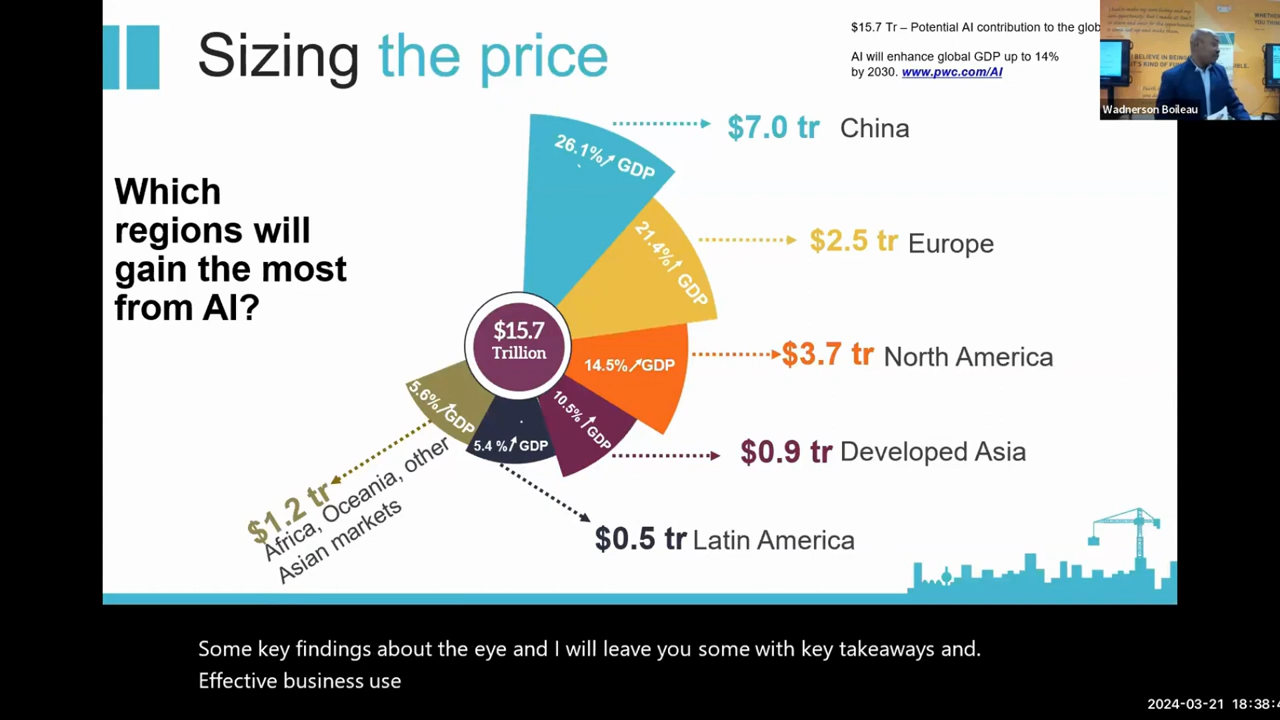 Sizing the price
$15.7 Tr – Potential AI contribution to the glob
AI will enhance global GDP up to 14%
by 2030. www.pwc.com/AI
BELIEVE IN BEING
Wadnerson Boileau
Which
regions will
gain the most
from AI?
26.1% GDP
$7.0 tr China
21.4% GDP
$2.5 tr Europe
$15.7
Trillion
14.5% GDP
$3.7 tr North America
10.5% GDP
$0.9 tr Developed Asia
5.4 % GDP
$0.5 tr Latin America
5.6% GDP
$1.2 tr
Africa, Oceania, other
Asian markets
Some key findings about the eye and I will leave you some with key takeaways and.
Effective business use
2024-03-21 18:38:4